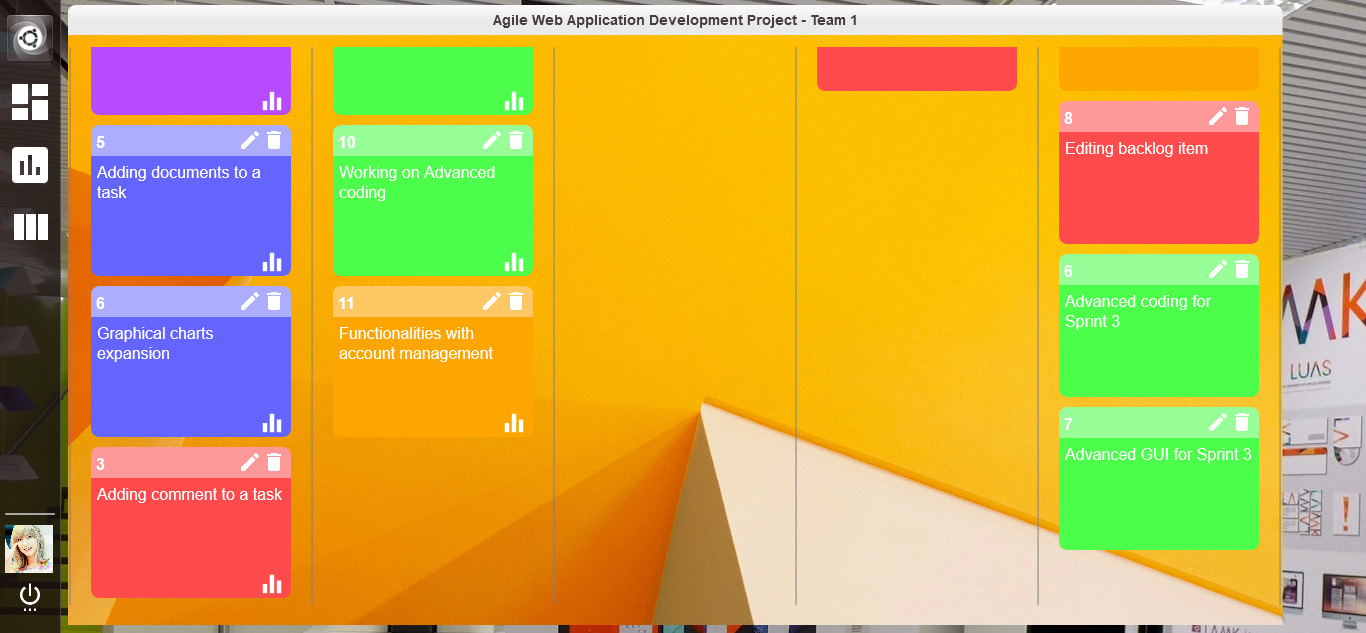 Agile Web Application Development Project - Team 1
5
Adding documents to a
task
6
Graphical charts
expansion
3
Adding comment to a task
10
Working on Advanced
coding
11
Functionalities with
account management
8
Editing backlog item
6
Advanced coding for
Sprint 3
7
Advanced GUI for Sprint 3
LUAS